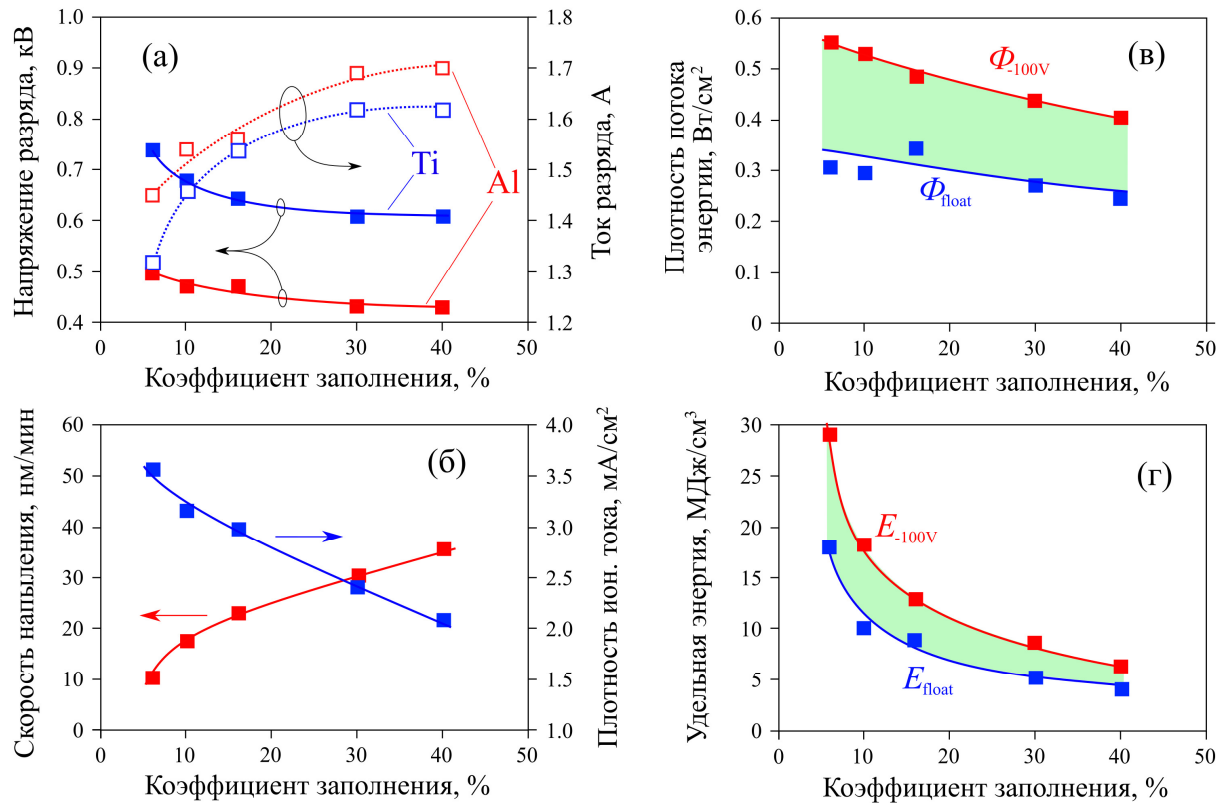 (а)
Напряжение разряда, кВ
1.0
0.9
0.8
0.7
0.6
0.5
0.4
1.8
1.7
1.6
1.5
1.4
1.3
1.2
Ток разряда, А
Ti
Al
0 10 20 30 40 50
Коэффициент заполнения, %
(в)
Плотность потока
энергии, Вт/см²
0.6
0.5
0.4
0.3
0.2
0.1
0
Φ-100V
Φfloat
0 10 20 30 40 50
Коэффициент заполнения, %
(б)
Скорость напыления, нм/мин
60
50
40
30
20
10
0
4.0
3.5
3.0
2.5
2.0
1.5
1.0
Плотность ион. тока, мА/см²
0 10 20 30 40 50
Коэффициент заполнения, %
(г)
Удельная энергия, МДж/см³
30
25
20
15
10
5
0
E-100V
Efloat
0 10 20 30 40 50
Коэффициент заполнения, %